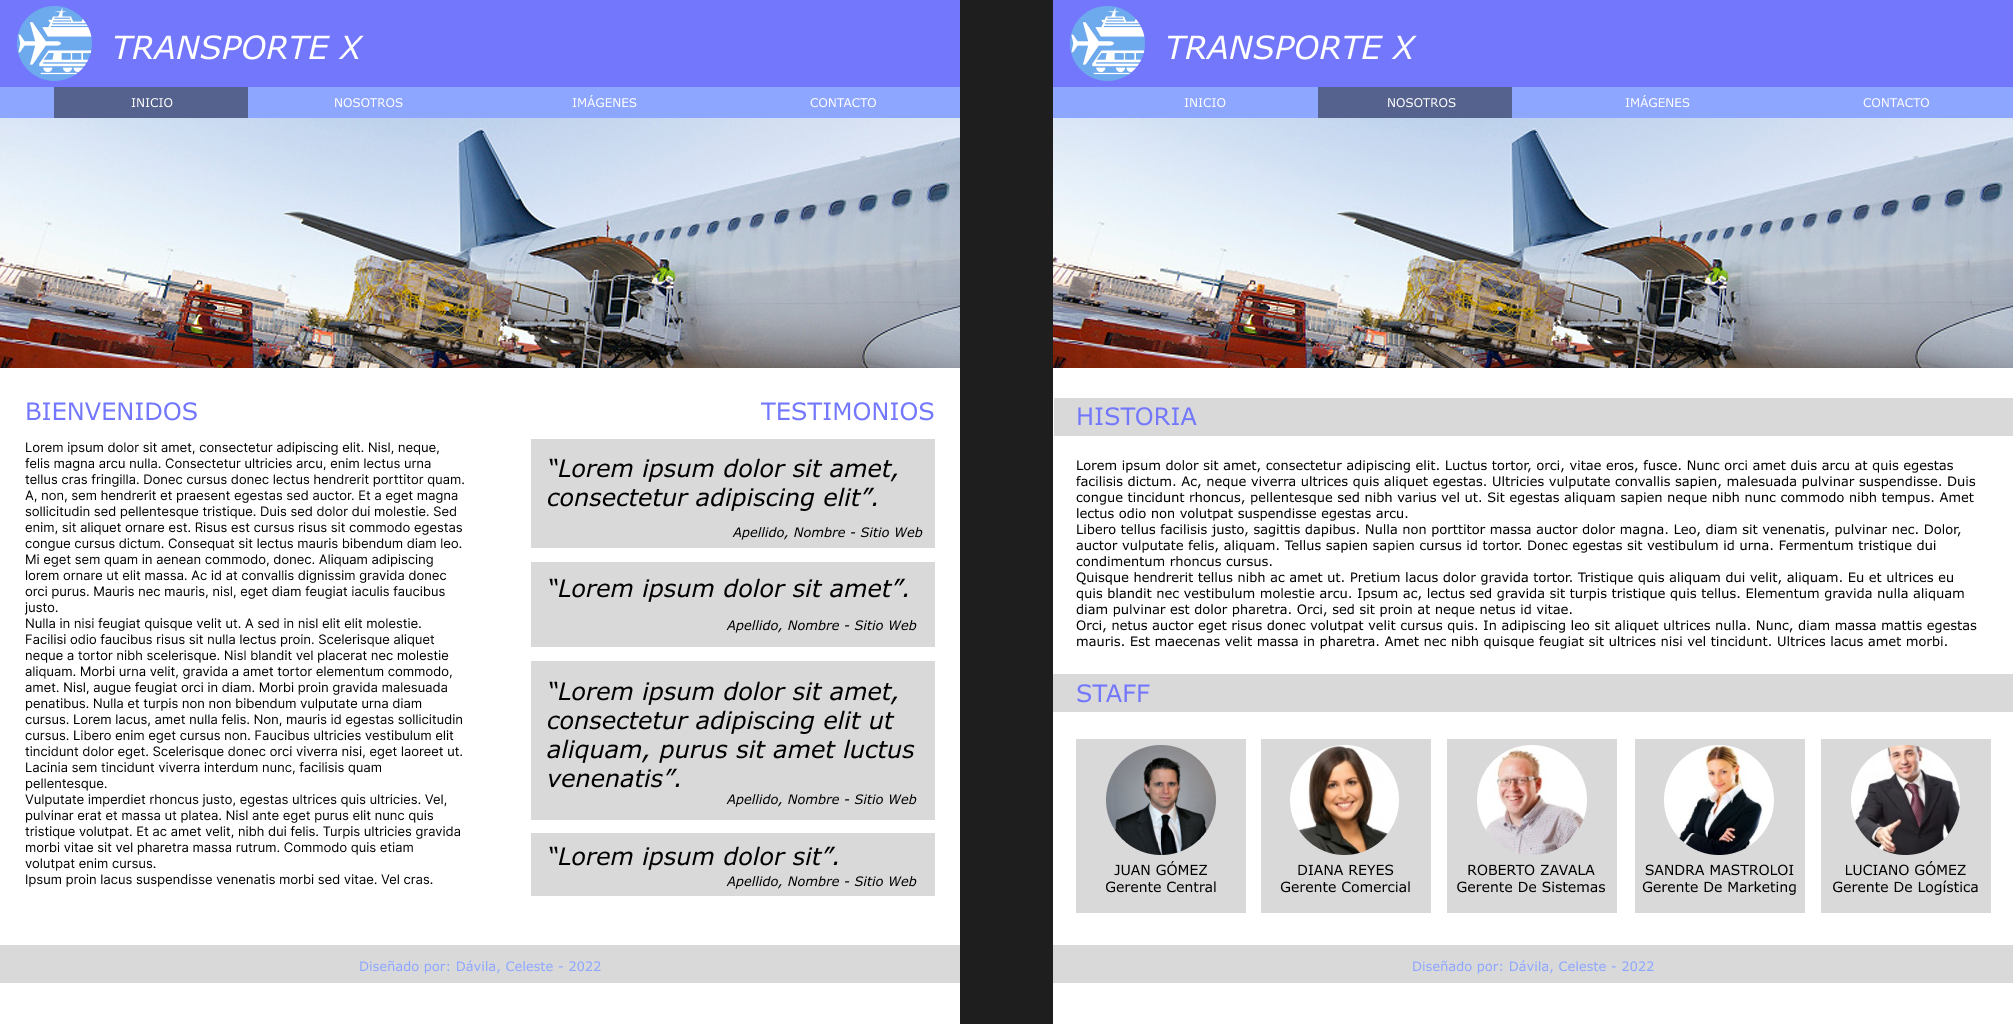 TRANSPORTE X
INICIO
NOSOTROS
IMÁGENES
CONTACTO
BIENVENIDOS
Lorem ipsum dolor sit amet, consectetur adipiscing elit. Nisl, neque,
felis magna arcu nulla. Consectetur ultricies arcu, enim lectus urna
tellus cras fringilla. Donec cursus donec lectus hendrerit porttitor quam.
A, non, sem hendrerit et praesent egestas sed auctor. Et a eget magna
sollicitudin sed pellentesque tristique. Duis sed dolor dui molestie. Sed
enim, sit aliquet ornare est. Risus est cursus risus sit commodo egestas
congue cursus dictum. Consequat sit lectus mauris bibendum diam leo.
Mi eget sem quam in aenean commodo, donec. Aliquam adipiscing
lorem ornare ut elit massa. Ac id at convallis dignissim gravida donec
orci purus. Mauris nec mauris, nisl, eget diam feugiat iaculis faucibus
justo.
Nulla in nisi feugiat quisque velit ut. A sed in nisl elit elit molestie.
Facilisi odio faucibus risus sit nulla lectus proin. Scelerisque aliquet
neque a tortor nibh scelerisque. Nisl blandit vel placerat nec molestie
aliquam. Morbi urna velit, gravida a amet tortor elementum commodo,
amet. Nisl, augue feugiat orci in diam. Morbi proin gravida malesuada
penatibus. Nulla et turpis non non bibendum vulputate urna diam
cursus. Lorem lacus, amet nulla felis. Non, mauris id egestas sollicitudin
cursus. Libero enim eget cursus non. Faucibus ultricies vestibulum elit
tincidunt dolor eget. Scelerisque donec orci viverra nisi, eget laoreet ut.
Lacinia sem tincidunt viverra interdum nunc, facilisis quam
pellentesque.
Vulputate imperdiet rhoncus justo, egestas ultrices quis ultricies. Vel,
pulvinar erat et massa ut platea. Nisl ante eget purus elit nunc quis
tristique volutpat. Et ac amet velit, nibh dui felis. Turpis ultricies gravida
morbi vitae sit vel pharetra massa rutrum. Commodo quis etiam
volutpat enim cursus.
Ipsum proin lacus suspendisse venenatis morbi sed vitae. Vel cras.
TESTIMONIOS
“Lorem ipsum dolor sit amet,
consectetur adipiscing elit”.
Apellido, Nombre - Sitio Web
“Lorem ipsum dolor sit amet”.
Apellido, Nombre - Sitio Web
“Lorem ipsum dolor sit amet,
consectetur adipiscing elit ut
aliquam, purus sit amet luctus
venenatis”.
Apellido, Nombre - Sitio Web
“Lorem ipsum dolor sit”.
Apellido, Nombre - Sitio Web
Diseñado por: Dávila, Celeste - 2022
TRANSPORTE X
INICIO
NOSOTROS
IMÁGENES
CONTACTO
HISTORIA
Lorem ipsum dolor sit amet, consectetur adipiscing elit. Luctus tortor, orci, vitae eros, fusce. Nunc orci amet duis arcu at quis egestas
facilisis dictum. Ac, neque viverra ultrices quis aliquet egestas. Ultricies vulputate convallis sapien, malesuada pulvinar suspendisse. Duis
congue tincidunt rhoncus, pellentesque sed nibh varius vel ut. Sit egestas aliquam sapien neque nibh nunc commodo nibh tempus. Amet
lectus odio non volutpat suspendisse egestas arcu.
Libero tellus facilisis justo, sagittis dapibus. Nulla non porttitor massa auctor dolor magna. Leo, diam sit venenatis, pulvinar nec. Dolor,
auctor vulputate felis, aliquam. Tellus sapien sapien cursus id tortor. Donec egestas sit vestibulum id urna. Fermentum tristique dui
condimentum rhoncus cursus.
Quisque hendrerit tellus nibh ac amet ut. Pretium lacus dolor gravida tortor. Tristique quis aliquam dui velit, aliquam. Eu et ultrices eu
quis blandit nec vestibulum molestie arcu. Ipsum ac, lectus sed gravida sit turpis tristique quis tellus. Elementum gravida nulla aliquam
diam pulvinar est dolor pharetra. Orci, sed sit proin at neque netus id vitae.
Orci, netus auctor eget risus donec volutpat velit cursus quis. In adipiscing leo sit aliquet ultrices nulla. Nunc, diam massa mattis egestas
mauris. Est maecenas velit massa in pharetra. Amet nec nibh quisque feugiat sit ultrices nisi vel tincidunt. Ultrices lacus amet morbi.
STAFF
JUAN GÓMEZ
Gerente Central
DIANA REYES
Gerente Comercial
ROBERTO ZAVALA
Gerente De Sistemas
SANDRA MASTROLOI
Gerente De Marketing
LUCIANO GÓMEZ
Gerente De Logística
Diseñado por: Dávila, Celeste - 2022